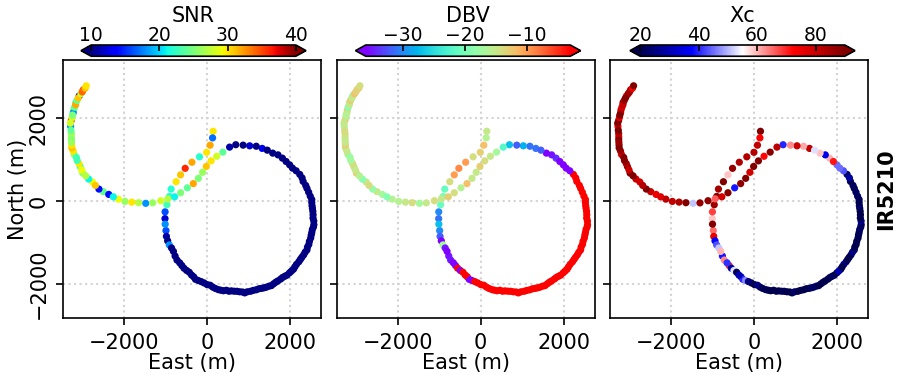 SNR DBV Xc
10 20 30 40 −30 −20 −10 20 40 60 80
2000
0
−2000
North (m)
IR5210
−2000 0 2000 −2000 0 2000 −2000 0 2000
East (m) East (m) East (m)